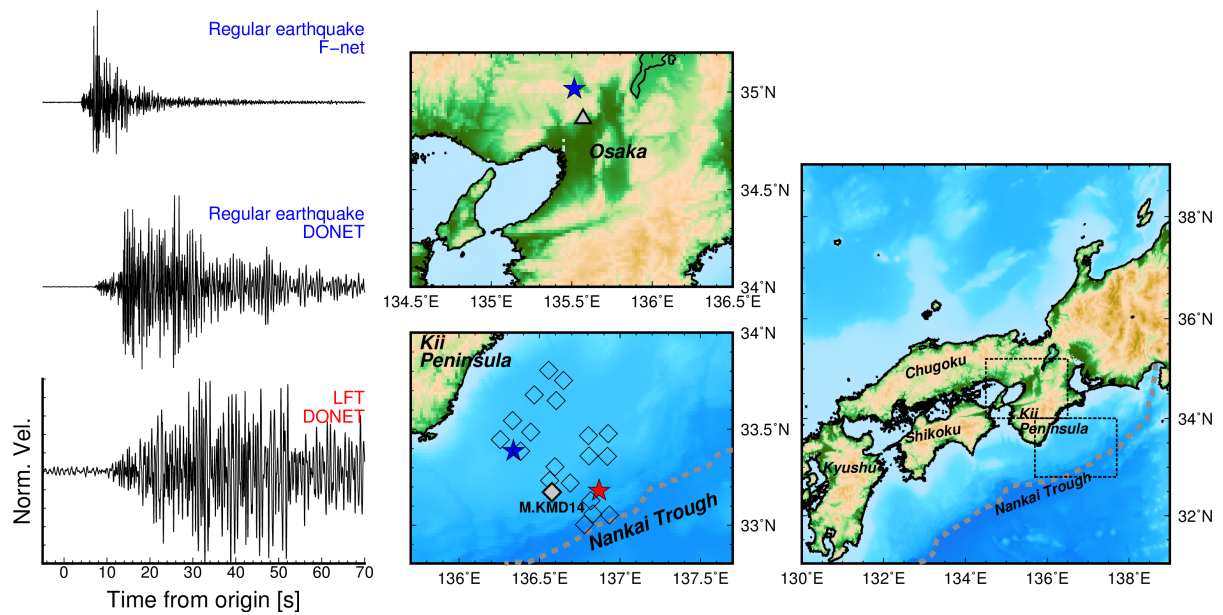 Regular earthquake
F-net
Regular earthquake
DONET
LFT
DONET
Norm. Vel.
0 10 20 30 40 50 60 70
Time from origin [s]
Osaka
35°N
34.5°N
34°N
134.5°E 135°E 135.5°E 136°E 136.5°E
Kii
Peninsula
M.KMD14
Nankai Trough
34°N
33.5°N
33°N
136°E 136.5°E 137°E 137.5°E
Chugoku
Shikoku
Kyushu
Kii
Peninsula
Nankai Trough
38°N
36°N
34°N
32°N
130°E 132°E 134°E 136°E 138°E